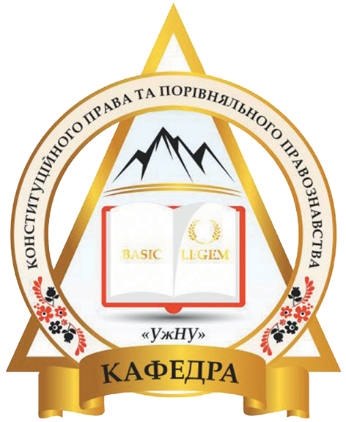 КОНСТИТУЦІЙНОГО ПРАВА ТА ПОРІВНЯЛЬНОГО ПРАВОЗНАВСТВА
BASIC LEGEM
«УжНУ»
КАФЕДРА